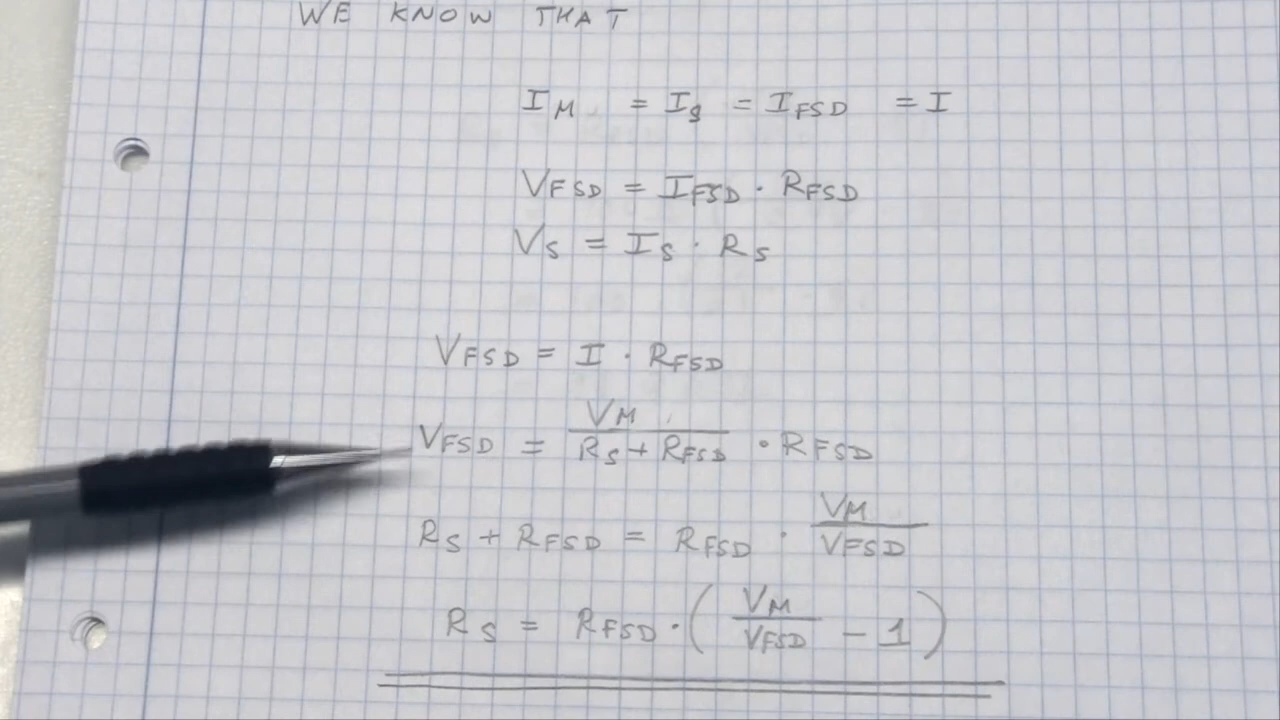 WE KNOW THAT
I_M = I_S = I_FSD = I
V_FSD = I_FSD · R_FSD
V_S = I_S · R_S
V_FSD = I · R_FSD
V_FSD = V_M / (R_S + R_FSD) · R_FSD
R_S + R_FSD = R_FSD · V_M / V_FSD
R_S = R_FSD · (V_M / V_FSD - 1)